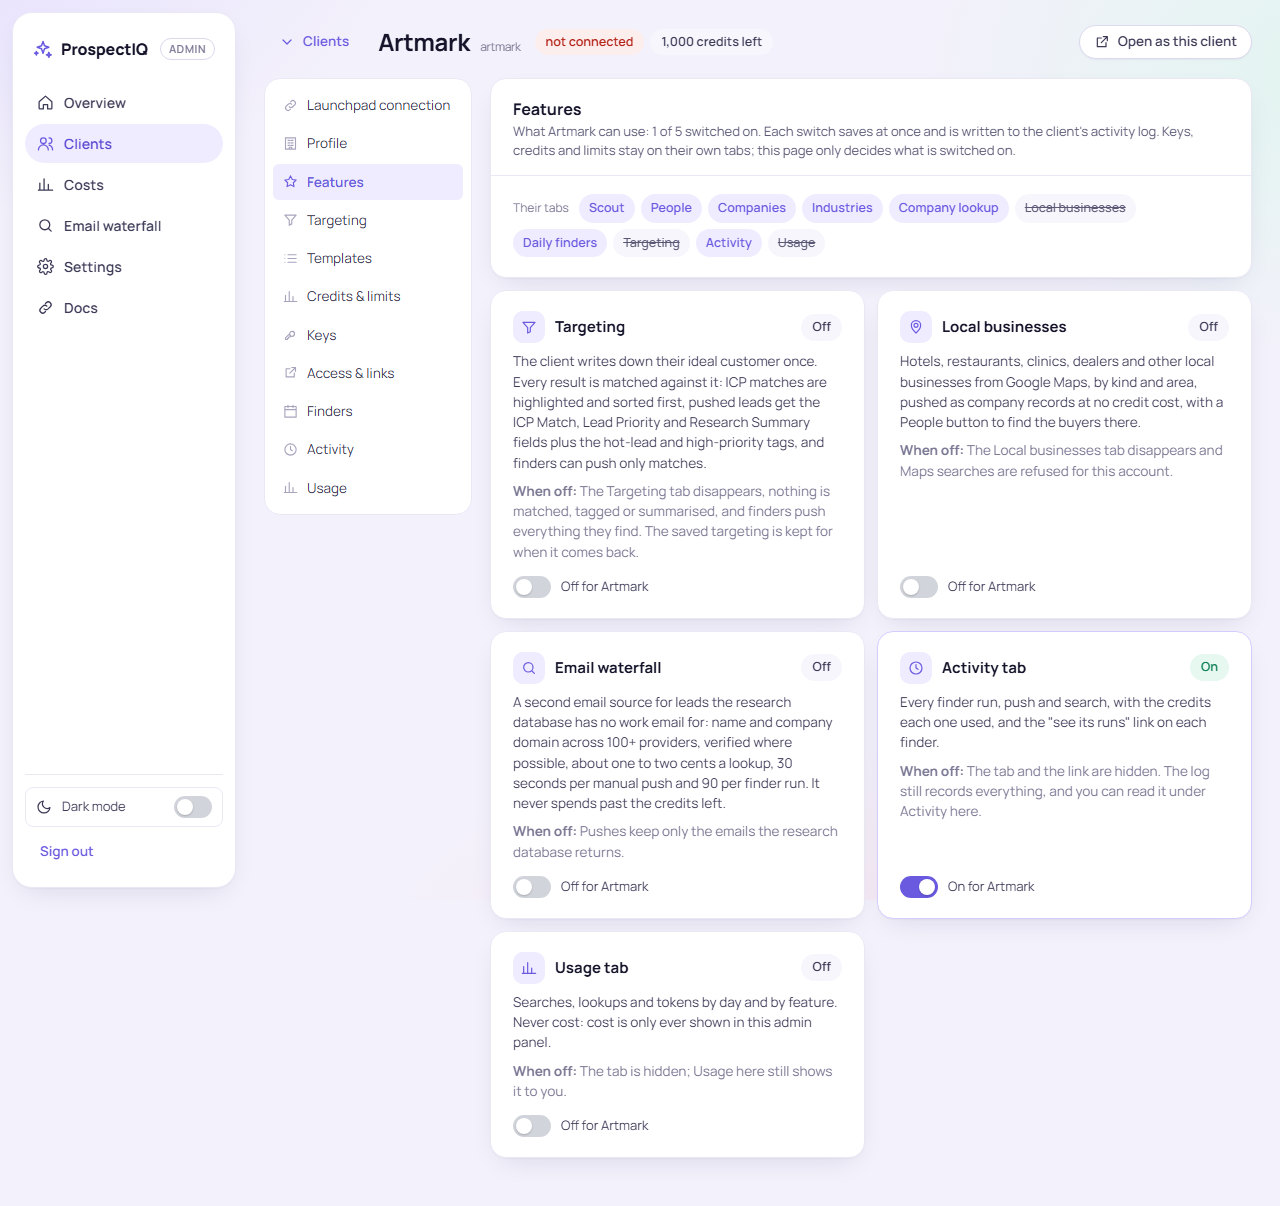 ProspectIQ ADMIN
Overview
Clients
Costs
Email waterfall
Settings
Docs
Dark mode
Sign out
Clients
Artmark artmark not connected 1,000 credits left
Open as this client
Launchpad connection
Profile
Features
Targeting
Templates
Credits & limits
Keys
Access & links
Finders
Activity
Usage
Features
What Artmark can use: 1 of 5 switched on. Each switch saves at once and is written to the client's activity log. Keys,
credits and limits stay on their own tabs; this page only decides what is switched on.
Their tabs Scout People Companies Industries Company lookup Local businesses
Daily finders Targeting Activity Usage
Targeting Off
The client writes down their ideal customer once.
Every result is matched against it: ICP matches are
highlighted and sorted first, pushed leads get the
ICP Match, Lead Priority and Research Summary
fields plus the hot-lead and high-priority tags, and
finders can push only matches.
When off: The Targeting tab disappears, nothing is
matched, tagged or summarised, and finders push
everything they find. The saved targeting is kept for
when it comes back.
Off for Artmark
Local businesses Off
Hotels, restaurants, clinics, dealers and other local
businesses from Google Maps, by kind and area,
pushed as company records at no credit cost, with a
People button to find the buyers there.
When off: The Local businesses tab disappears and
Maps searches are refused for this account.
Off for Artmark
Email waterfall Off
A second email source for leads the research
database has no work email for: name and company
domain across 100+ providers, verified where
possible, about one to two cents a lookup, 30
seconds per manual push and 90 per finder run. It
never spends past the credits left.
When off: Pushes keep only the emails the research
database returns.
Off for Artmark
Activity tab On
Every finder run, push and search, with the credits
each one used, and the "see its runs" link on each
finder.
When off: The tab and the link are hidden. The log
still records everything, and you can read it under
Activity here.
On for Artmark
Usage tab Off
Searches, lookups and tokens by day and by feature.
Never cost: cost is only ever shown in this admin
panel.
When off: The tab is hidden; Usage here still shows
it to you.
Off for Artmark